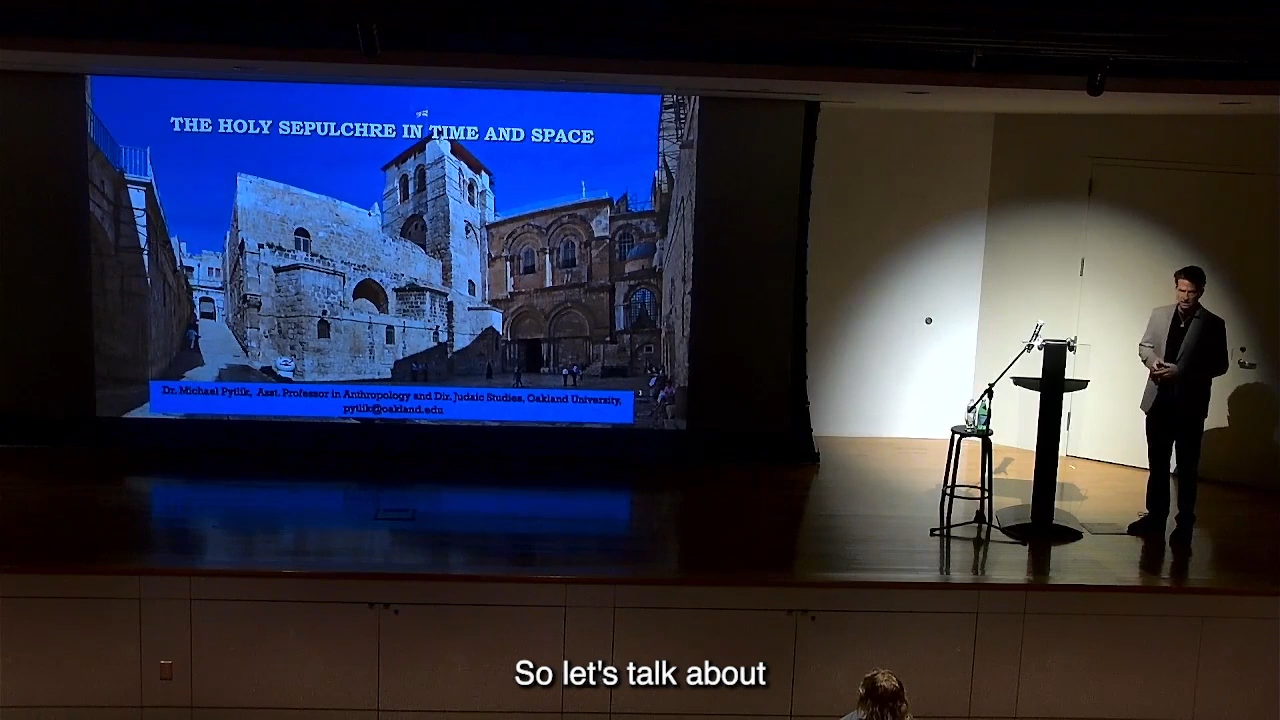 THE HOLY SEPULCHRE IN TIME AND SPACE
Dr. Michael Pytlik, Asst. Professor in Anthropology and Dir. Judaic Studies, Oakland University,
pytlik@oakland.edu
So let's talk about